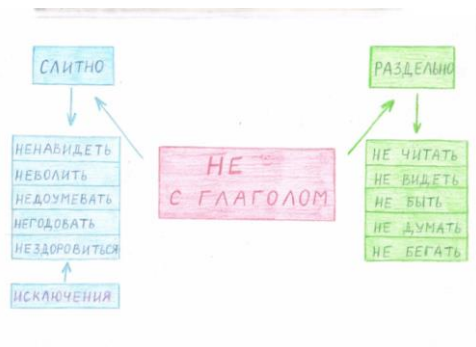 СЛИТНО
РАЗДЕЛЬНО
НЕ -
С ГЛАГОЛОМ
НЕНАВИДЕТЬ
НЕВОЛИТЬ
НЕДОУМЕВАТЬ
НЕГОДОВАТЬ
НЕЗДОРОВИТЬСЯ
ИСКЛЮЧЕНИЯ
НЕ ЧИТАТЬ
НЕ ВИДЕТЬ
НЕ БЫТЬ
НЕ ДУМАТЬ
НЕ БЕГАТЬ